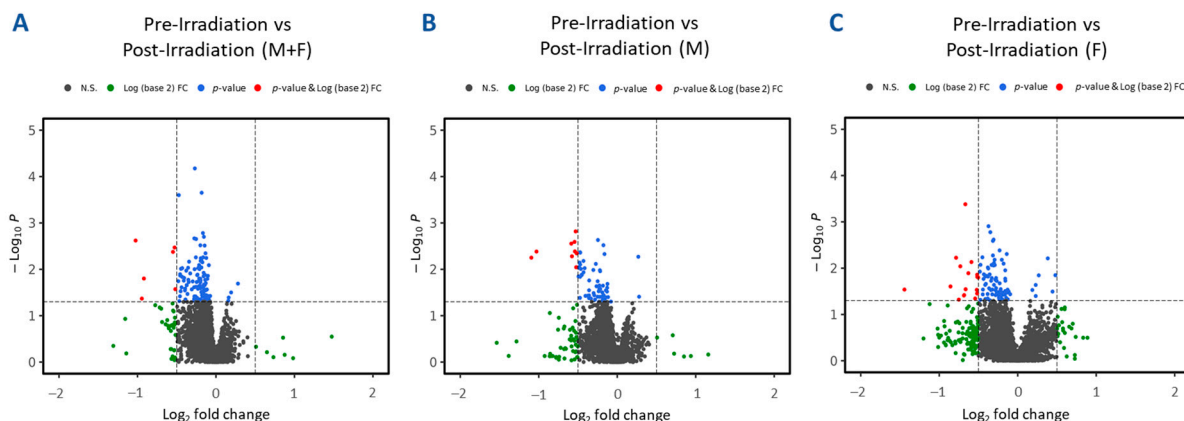 A
Pre-Irradiation vs
Post-Irradiation (M+F)
N.S. Log (base 2) FC p-value p-value & Log (base 2) FC
5
4
3
2
1
0
− Log10 P
−2 −1 0 1 2
Log2 fold change
B
Pre-Irradiation vs
Post-Irradiation (M)
N.S. Log (base 2) FC p-value p-value & Log (base 2) FC
5
4
3
2
1
0
− Log10 P
−2 −1 0 1 2
Log2 fold change
C
Pre-Irradiation vs
Post-Irradiation (F)
N.S. Log (base 2) FC p-value p-value & Log (base 2) FC
5
4
3
2
1
0
− Log10 P
−2 −1 0 1 2
Log2 fold change